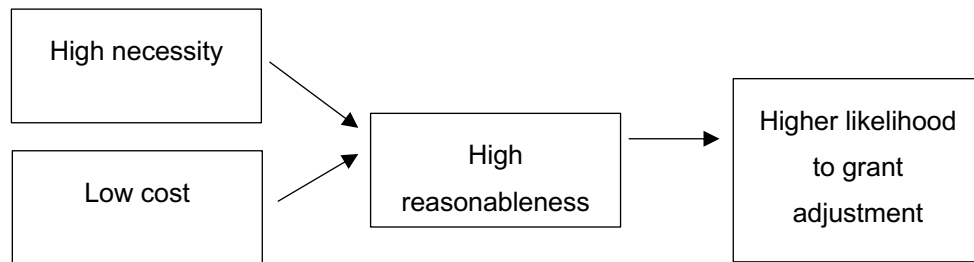 High necessity
Low cost
High
reasonableness
Higher likelihood
to grant
adjustment